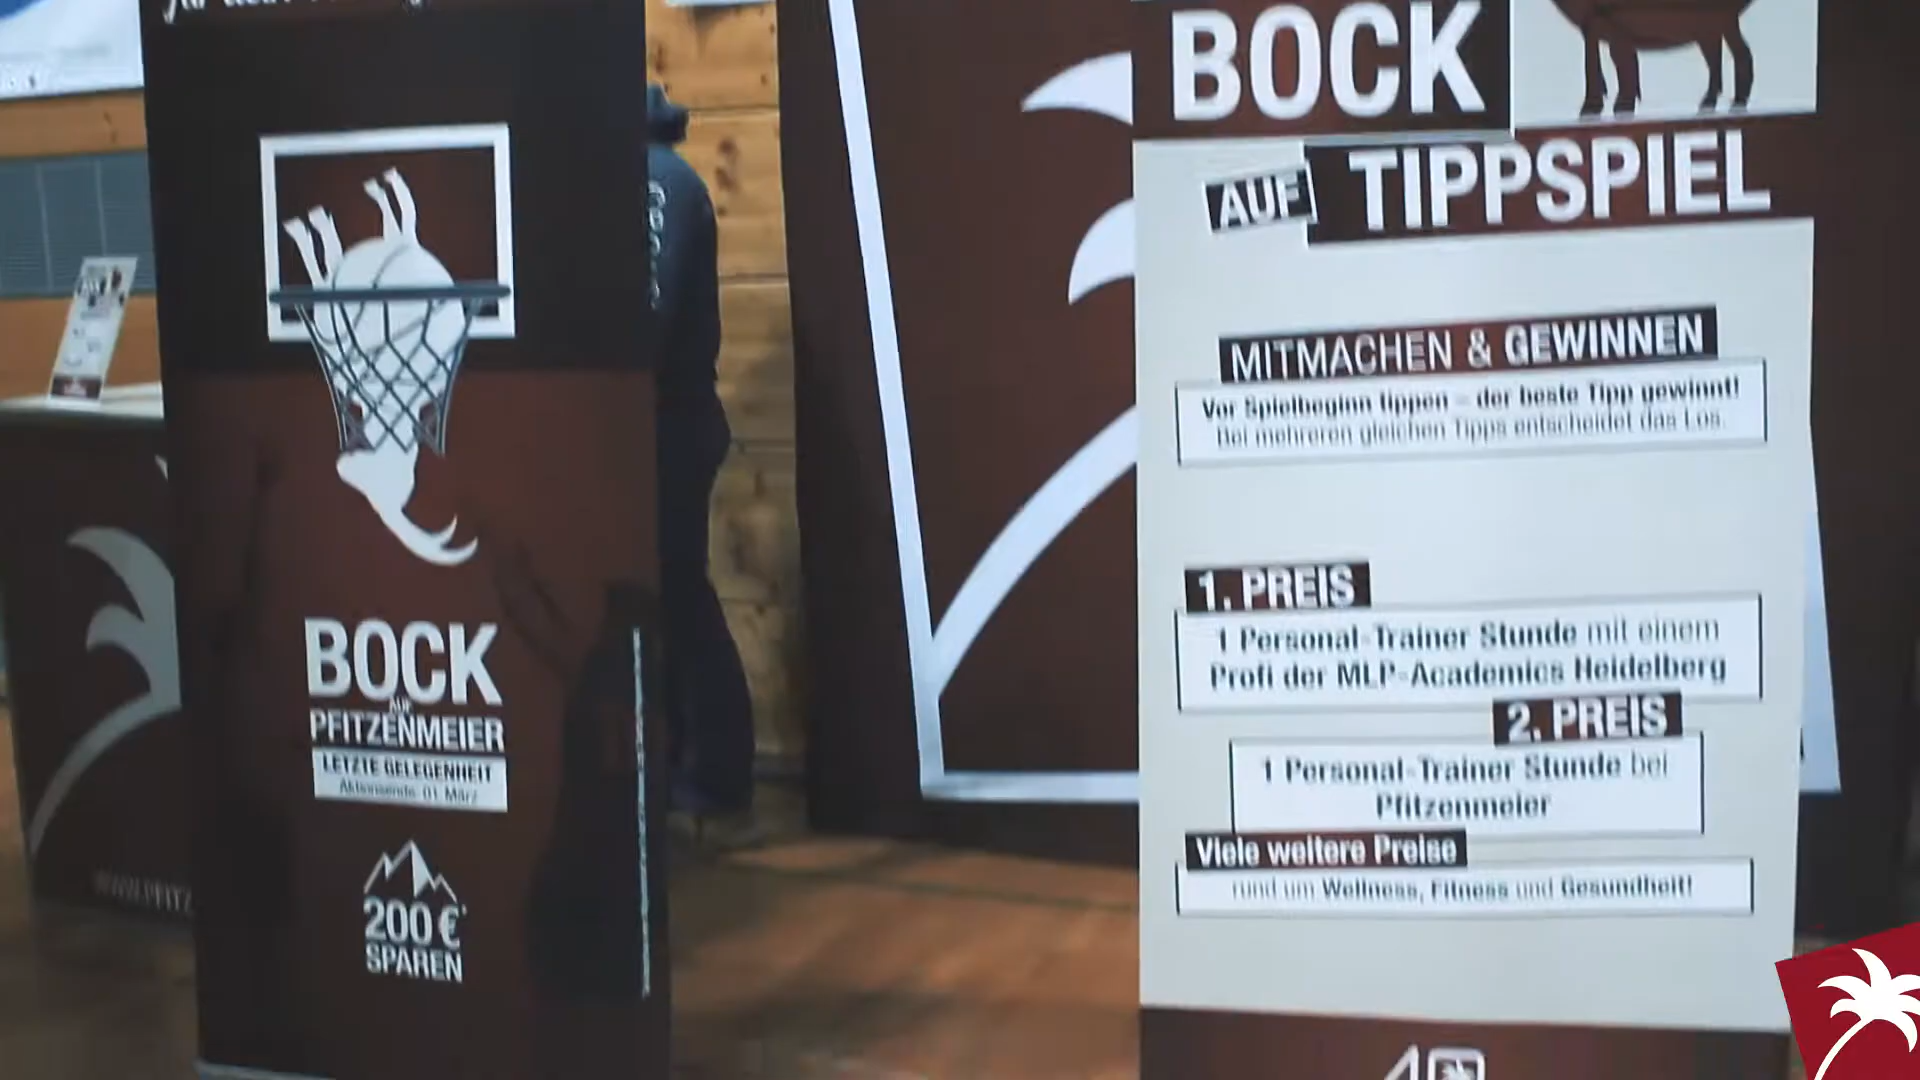 BOCK
AUF
PFITZENMEIER
LETZTE GELEGENHEIT
Aktionsende: 01. März
200 €*
SPAREN
BOCK
AUF TIPPSPIEL
MITMACHEN & GEWINNEN
Vor Spielbeginn tippen – der beste Tipp gewinnt!
Bei mehreren gleichen Tipps entscheidet das Los.
1. PREIS
1 Personal-Trainer Stunde mit einem
Profi der MLP-Academics Heidelberg
2. PREIS
1 Personal-Trainer Stunde bei
Pfitzenmeier
Viele weitere Preise
rund um Wellness, Fitness und Gesundheit!